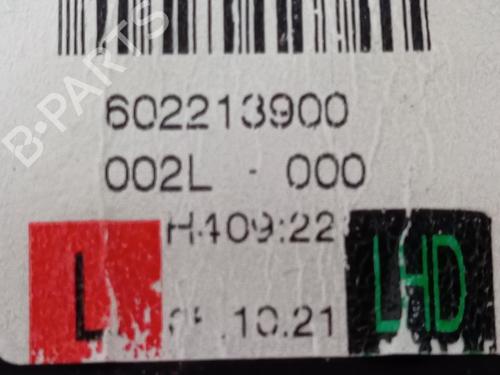 B-PARTS
602213900
002L - 000
H409:22
L .10.21 LHD